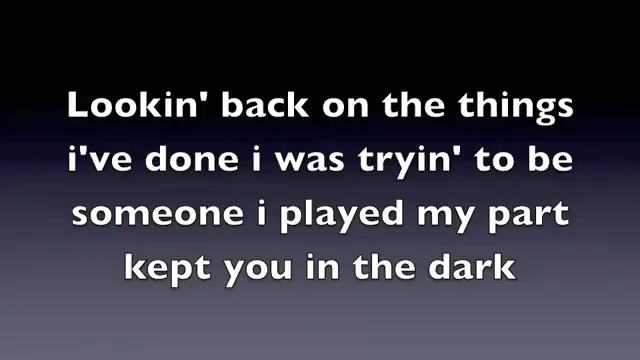 Lookin' back on the things
i've done i was tryin' to be
someone i played my part
kept you in the dark